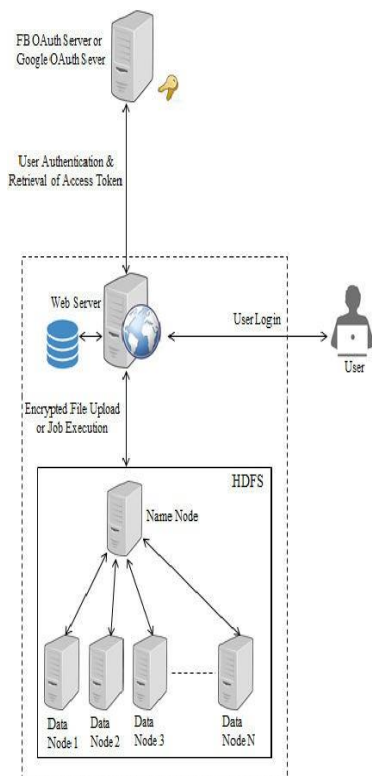 FB OAuth Server or
Google OAuth Sever
User Authentication &
Retrieval of Access Token
Web Server
User Login
User
Encrypted File Upload
or Job Execution
HDFS
Name Node
Data
Node 1
Data
Node 2
Data
Node 3
Data
Node N